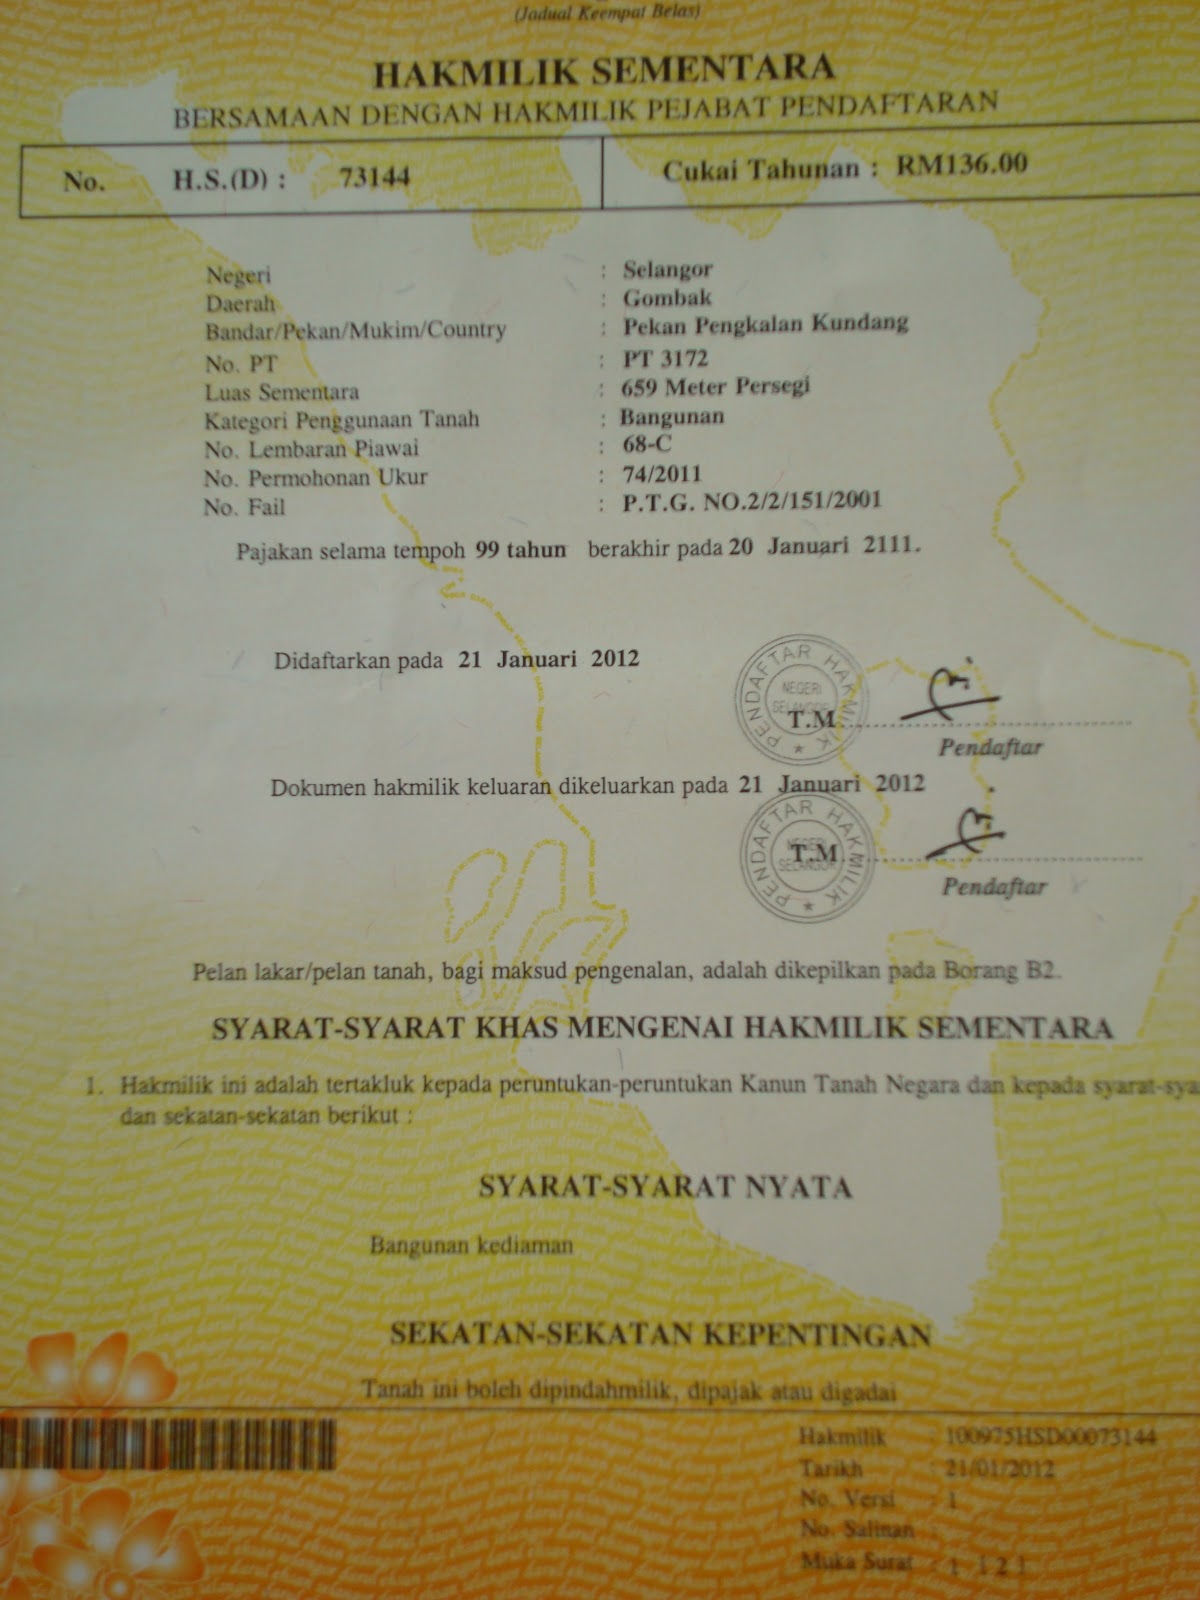 (Jadual Keempat Belas)
HAKMILIK SEMENTARA
BERSAMAAN DENGAN HAKMILIK PEJABAT PENDAFTARAN
No. H.S.(D) : 73144 Cukai Tahunan : RM136.00
Negeri : Selangor
Daerah : Gombak
Bandar/Pekan/Mukim/Country : Pekan Pengkalan Kundang
No. PT : PT 3172
Luas Sementara : 659 Meter Persegi
Kategori Penggunaan Tanah : Bangunan
No. Lembaran Piawai : 68-C
No. Permohonan Ukur : 74/2011
No. Fail : P.T.G. NO.2/2/151/2001
Pajakan selama tempoh 99 tahun berakhir pada 20 Januari 2111.
Didaftarkan pada 21 Januari 2012
PENDAFTAR HAKMILIK
NEGERI
SELANGOR
T.M
Pendaftar
Dokumen hakmilik keluaran dikeluarkan pada 21 Januari 2012
PENDAFTAR HAKMILIK
NEGERI
SELANGOR
T.M
Pendaftar
Pelan lakar/pelan tanah, bagi maksud pengenalan, adalah dikepilkan pada Borang B2.
SYARAT-SYARAT KHAS MENGENAI HAKMILIK SEMENTARA
1. Hakmilik ini adalah tertakluk kepada peruntukan-peruntukan Kanun Tanah Negara dan kepada syarat-sya
dan sekatan-sekatan berikut :
SYARAT-SYARAT NYATA
Bangunan kediaman
SEKATAN-SEKATAN KEPENTINGAN
Tanah ini boleh dipindahmilik, dipajak atau digadai
Hakmilik : 100975HSD00073144
Tarikh : 21/01/2012
No. Versi : 1
No. Salinan
Muka Surat : 1